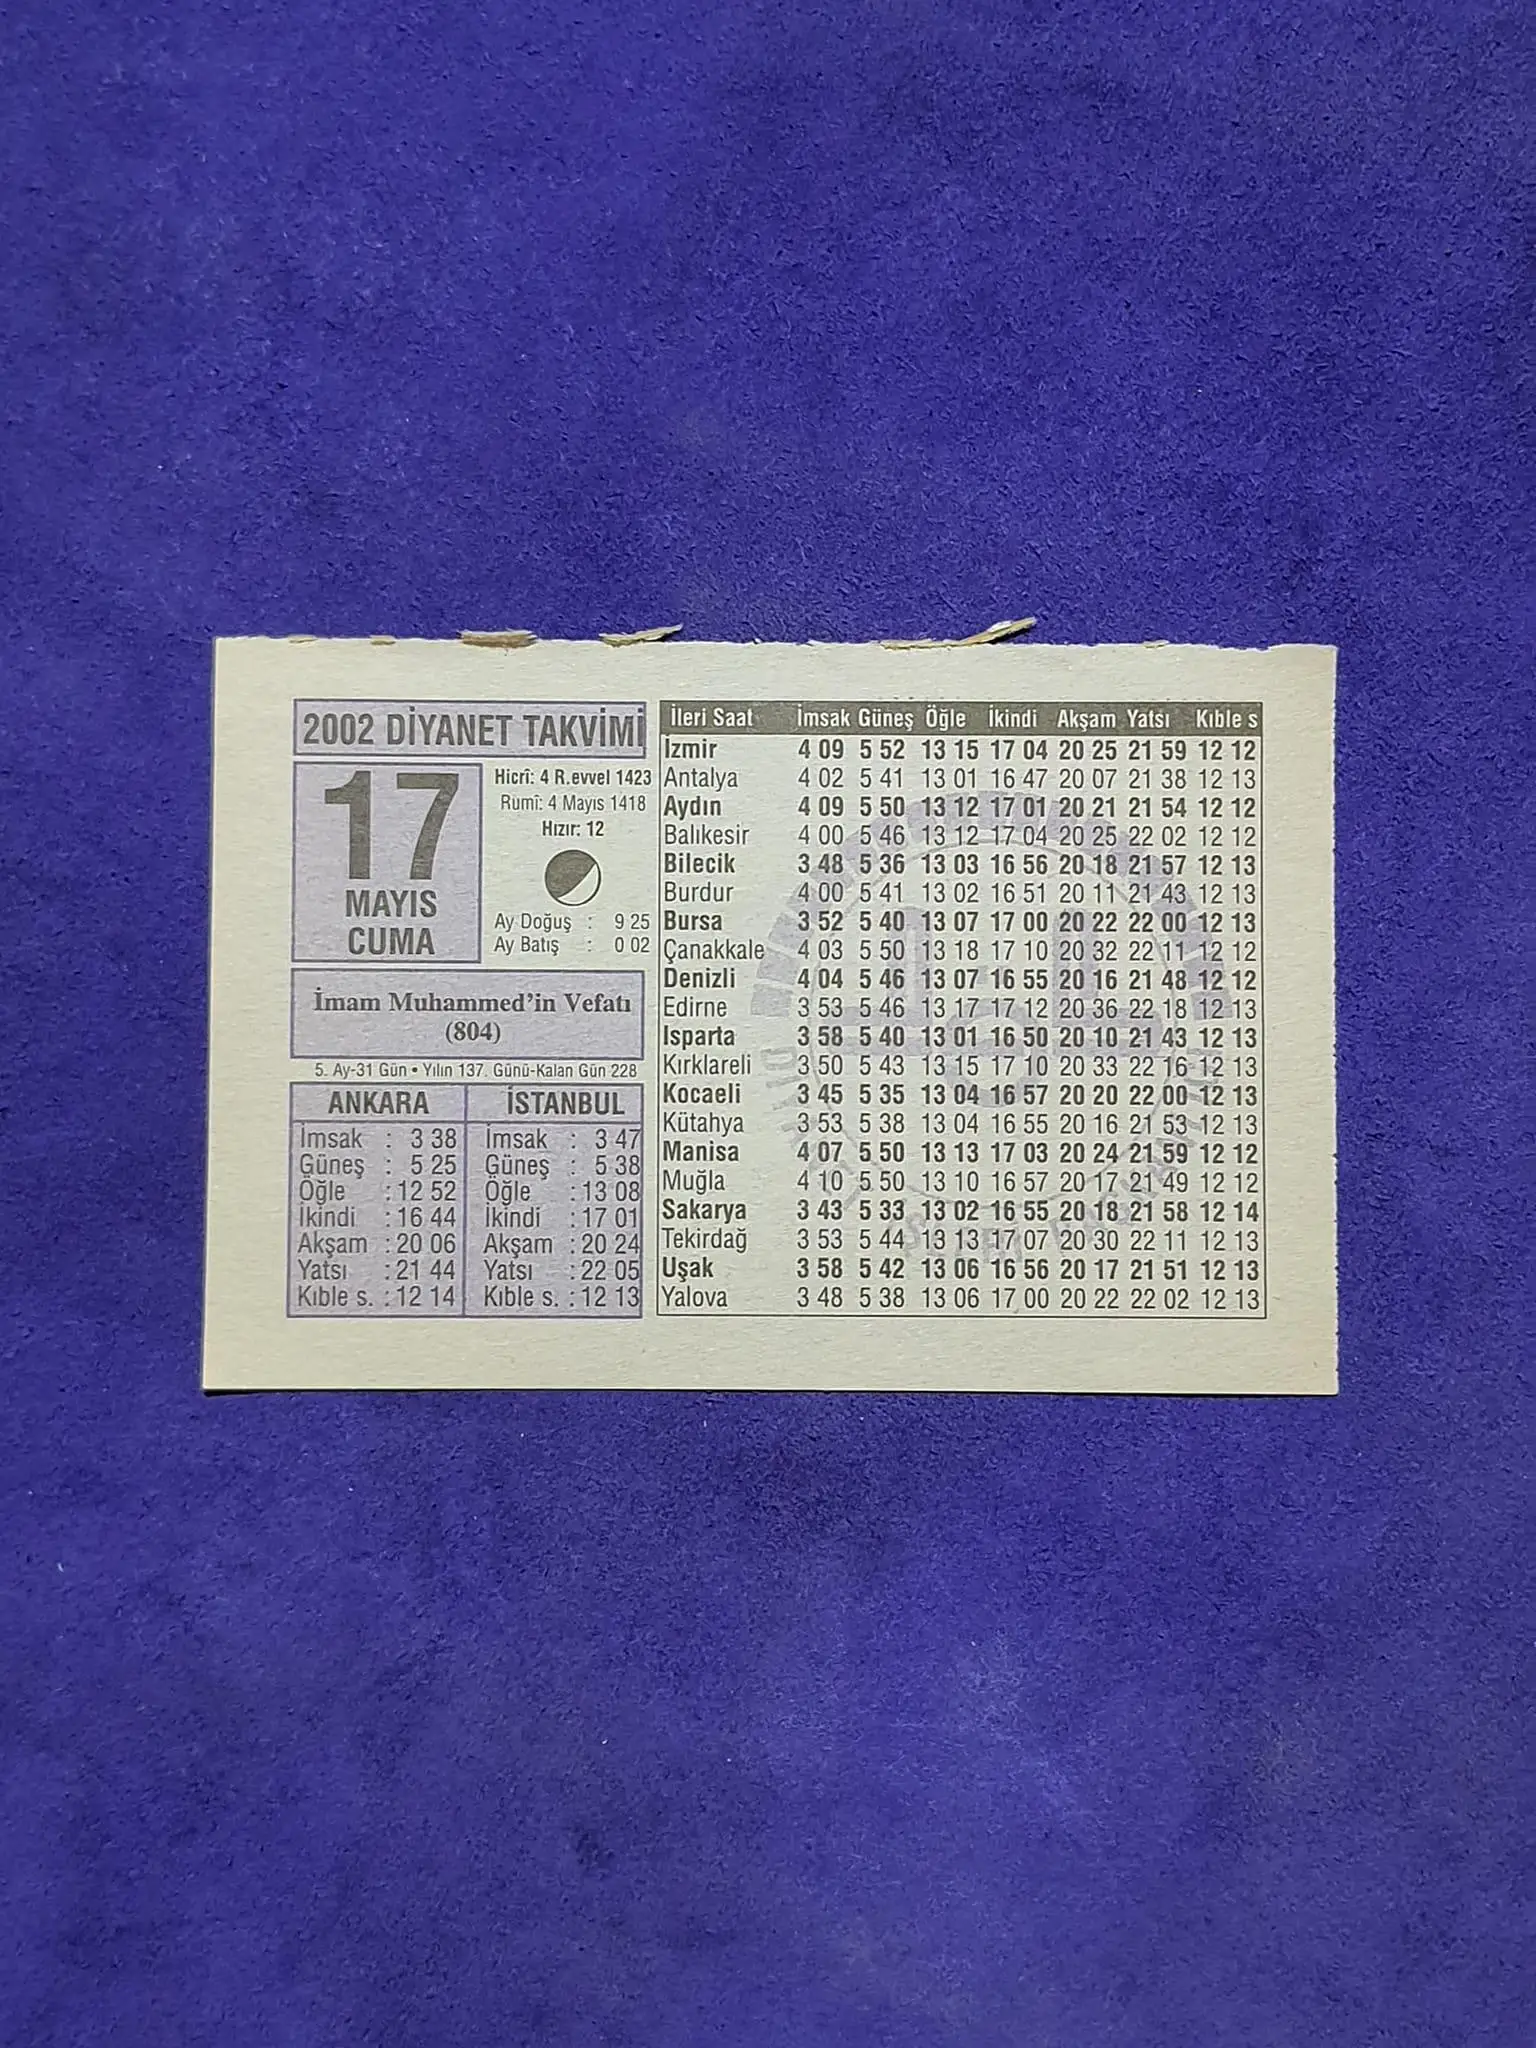 2002 DİYANET TAKVİMİ
17
MAYIS
CUMA
Hicrî: 4 R.evvel 1423
Rumî: 4 Mayıs 1418
Hızır: 12
Ay Doğuş : 9 25
Ay Batış : 0 02
İmam Muhammed'in Vefatı
(804)
5. Ay-31 Gün • Yılın 137. Günü-Kalan Gün 228
ANKARA
İmsak : 3 38
Güneş : 5 25
Öğle : 12 52
İkindi : 16 44
Akşam : 20 06
Yatsı : 21 44
Kıble s. : 12 14
İSTANBUL
İmsak : 3 47
Güneş : 5 38
Öğle : 13 08
İkindi : 17 01
Akşam : 20 24
Yatsı : 22 05
Kıble s. : 12 13
İleri Saat İmsak Güneş Öğle İkindi Akşam Yatsı Kıble s
İzmir 4 09 5 52 13 15 17 04 20 25 21 59 12 12
Antalya 4 02 5 41 13 01 16 47 20 07 21 38 12 13
Aydın 4 09 5 50 13 12 17 01 20 21 21 54 12 12
Balıkesir 4 00 5 46 13 12 17 04 20 25 22 02 12 12
Bilecik 3 48 5 36 13 03 16 56 20 18 21 57 12 13
Burdur 4 00 5 41 13 02 16 51 20 11 21 43 12 13
Bursa 3 52 5 40 13 07 17 00 20 22 22 00 12 13
Çanakkale 4 03 5 50 13 18 17 10 20 32 22 11 12 12
Denizli 4 04 5 46 13 07 16 55 20 16 21 48 12 12
Edirne 3 53 5 46 13 17 17 12 20 36 22 18 12 13
Isparta 3 58 5 40 13 01 16 50 20 10 21 43 12 13
Kırklareli 3 50 5 43 13 15 17 10 20 33 22 16 12 13
Kocaeli 3 45 5 35 13 04 16 57 20 20 22 00 12 13
Kütahya 3 53 5 38 13 04 16 55 20 16 21 53 12 13
Manisa 4 07 5 50 13 13 17 03 20 24 21 59 12 12
Muğla 4 10 5 50 13 10 16 57 20 17 21 49 12 12
Sakarya 3 43 5 33 13 02 16 55 20 18 21 58 12 14
Tekirdağ 3 53 5 44 13 13 17 07 20 30 22 11 12 13
Uşak 3 58 5 42 13 06 16 56 20 17 21 51 12 13
Yalova 3 48 5 38 13 06 17 00 20 22 22 02 12 13